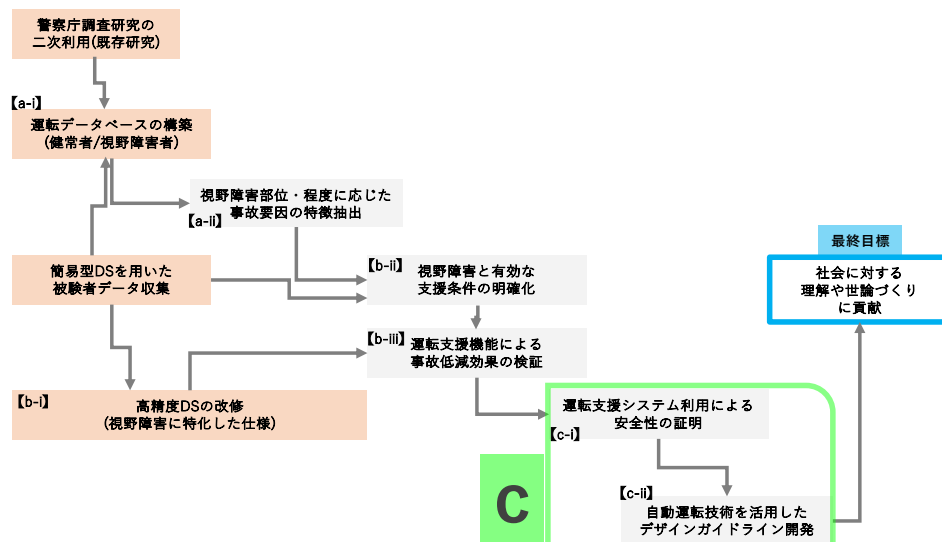 警察庁調査研究の
二次利用(既存研究)
【a-i】
運転データベースの構築
(健常者/視野障害者)
視野障害部位・程度に応じた
事故要因の特徴抽出
【a-ii】
最終目標
簡易型DSを用いた
被験者データ収集
【b-ii】
視野障害と有効な
支援条件の明確化
社会に対する
理解や世論づくり
に貢献
【b-iii】
運転支援機能による
事故低減効果の検証
【b-i】
高精度DSの改修
(視野障害に特化した仕様)
運転支援システム利用による
安全性の証明
【c-i】
C
【c-ii】
自動運転技術を活用した
デザインガイドライン開発